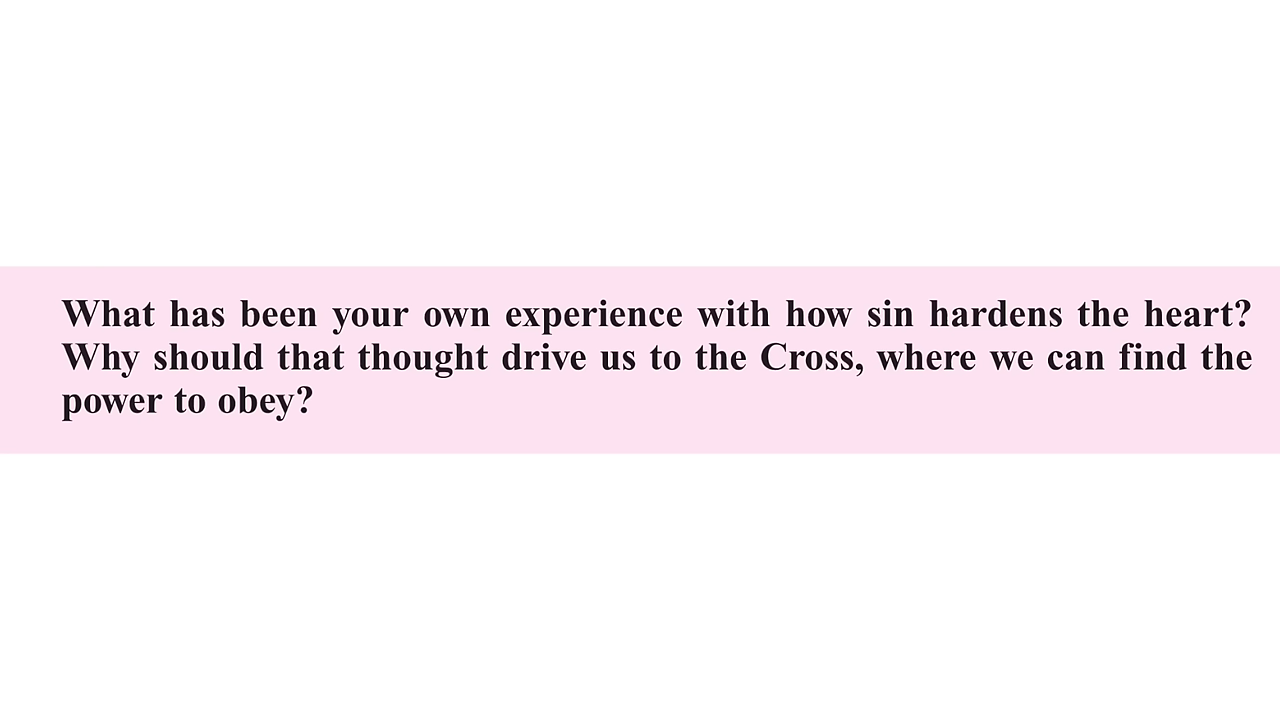 What has been your own experience with how sin hardens the heart?
Why should that thought drive us to the Cross, where we can find the
power to obey?